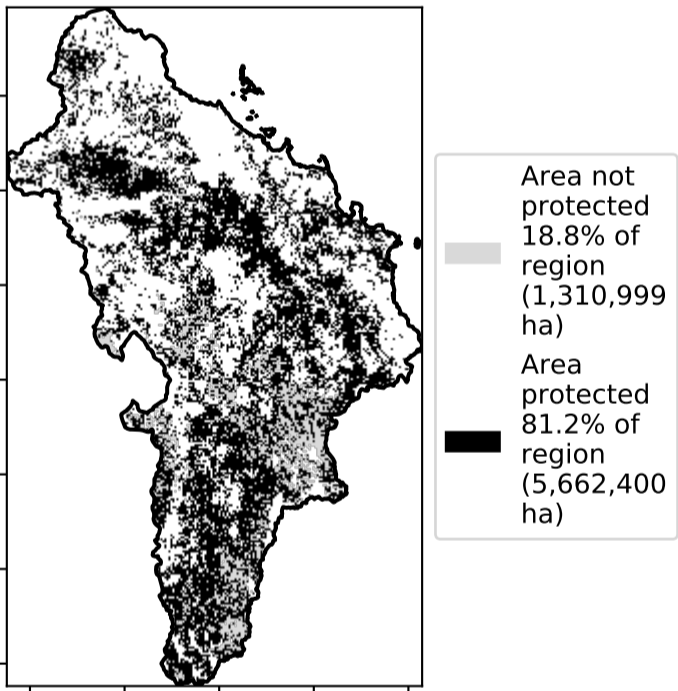 Area not
protected
18.8% of
region
(1,310,999
ha)
Area
protected
81.2% of
region
(5,662,400
ha)